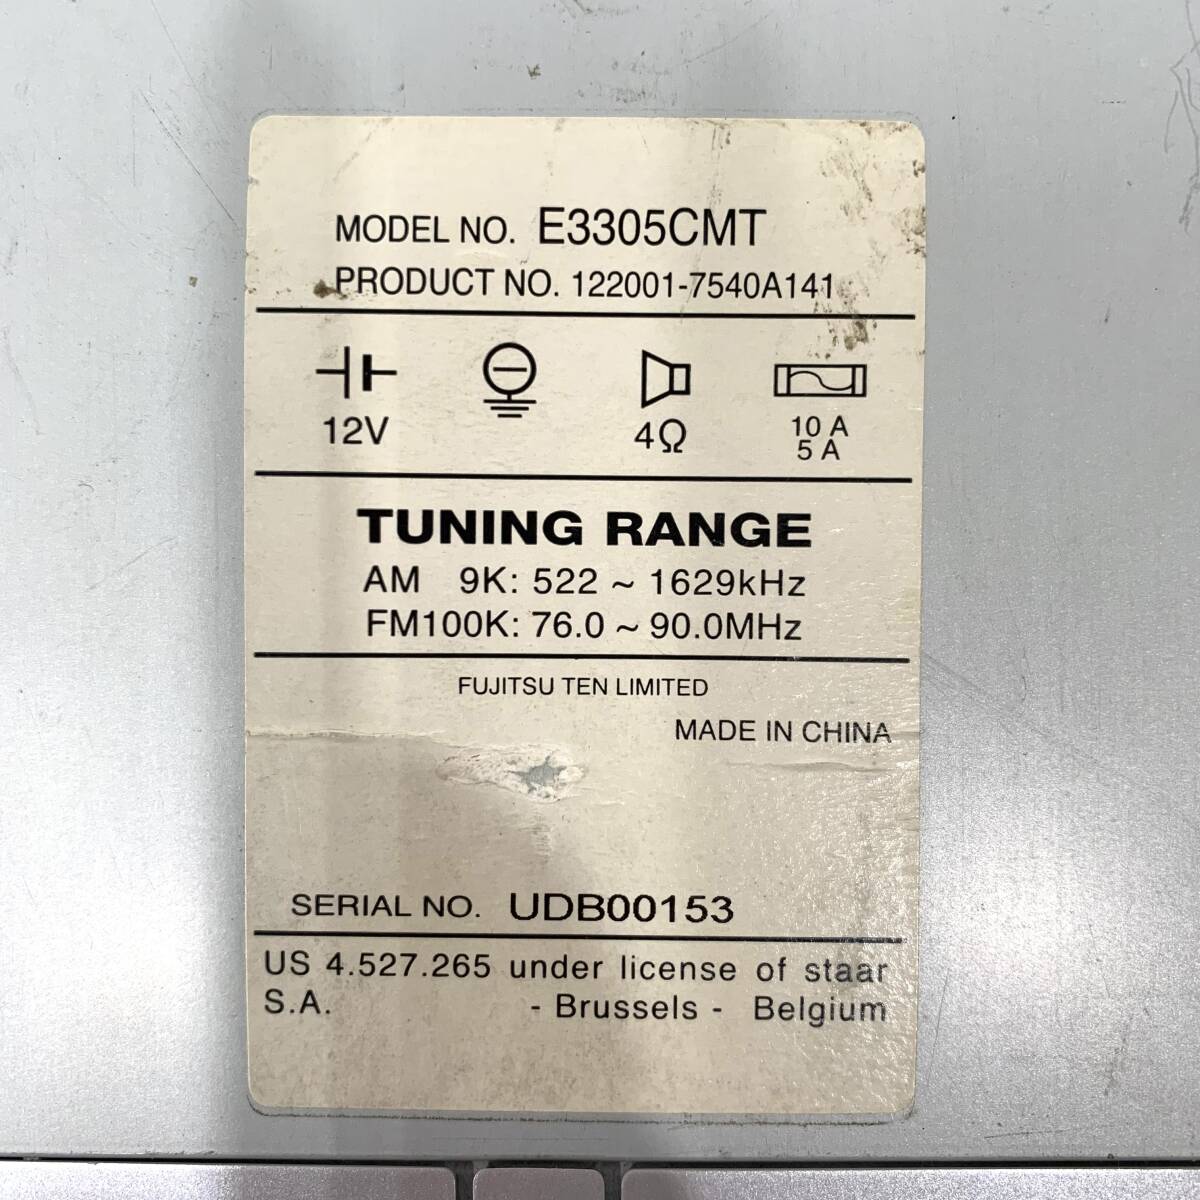 MODEL NO. E3305CMT
PRODUCT NO. 122001-7540A141
12V
4Ω
10 A
5 A
TUNING RANGE
AM 9K: 522 ~ 1629kHz
FM100K: 76.0 ~ 90.0MHz
FUJITSU TEN LIMITED
MADE IN CHINA
SERIAL NO. UDB00153
US 4.527.265 under license of staar
S.A. - Brussels - Belgium